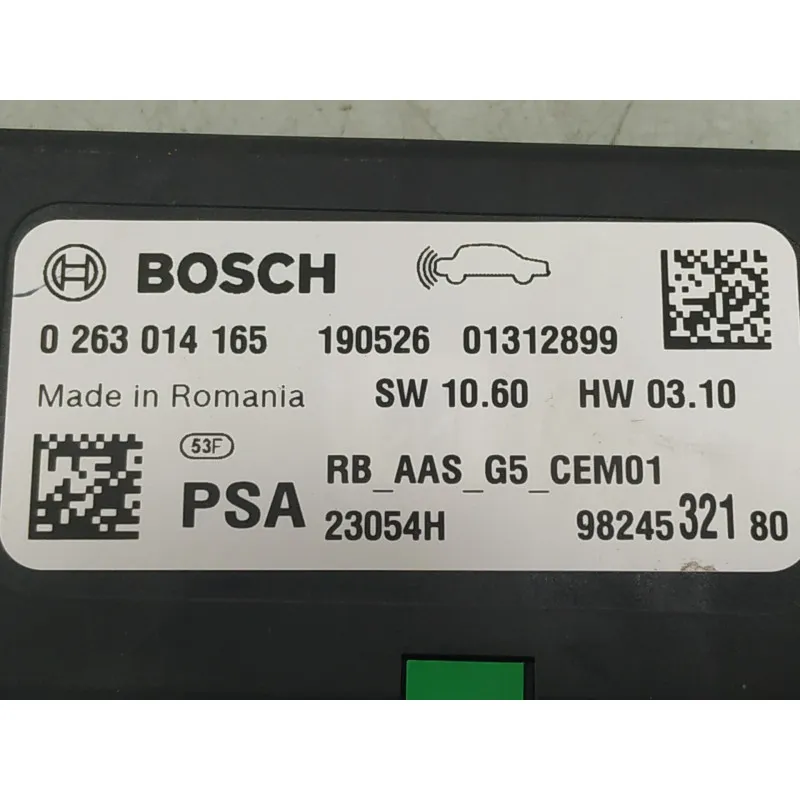 BOSCH
0 263 014 165 190526 01312899
Made in Romania SW 10.60 HW 03.10
53F
RB_AAS_G5_CEM01
PSA
23054H 98245 321 80